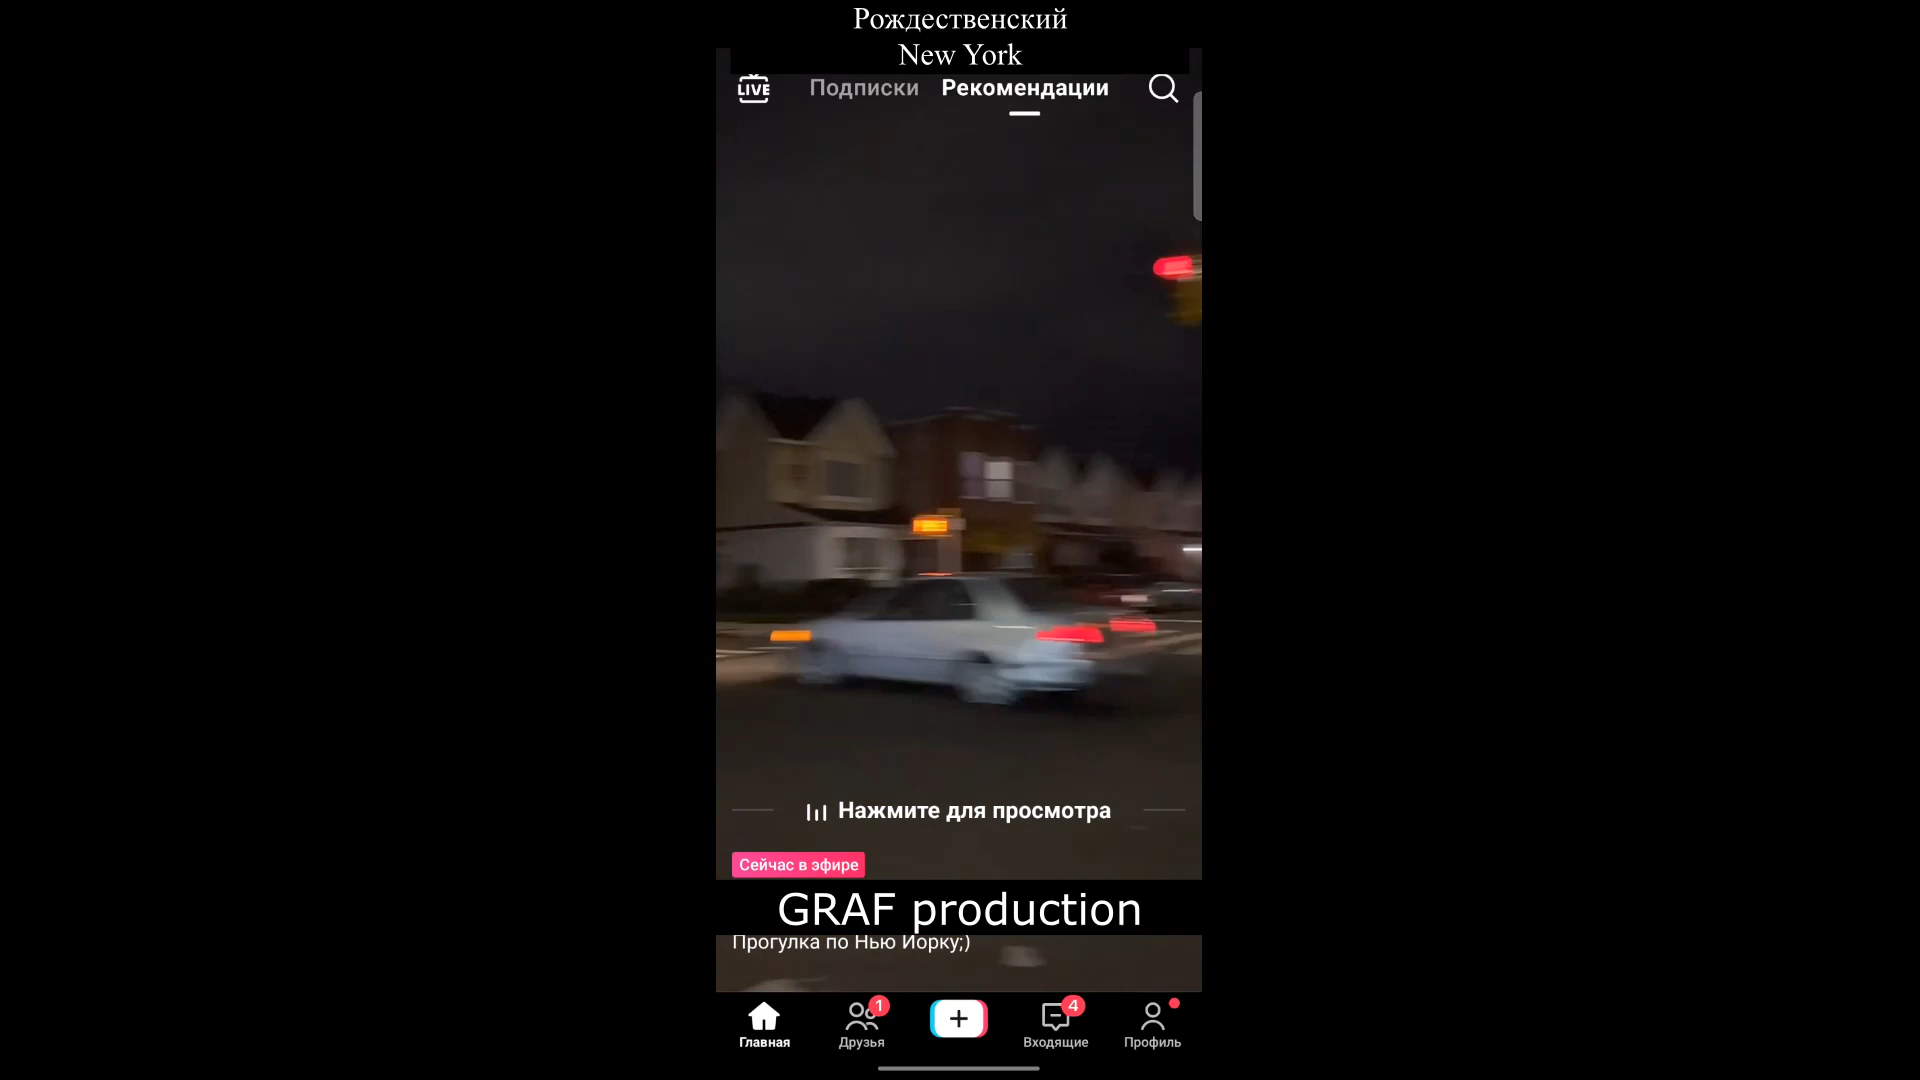 Рождественский
New York
LIVE
Подписки Рекомендации
Нажмите для просмотра
Сейчас в эфире
GRAF production
Прогулка по Нью Йорку;)
1
4
Главная Друзья Входящие Профиль